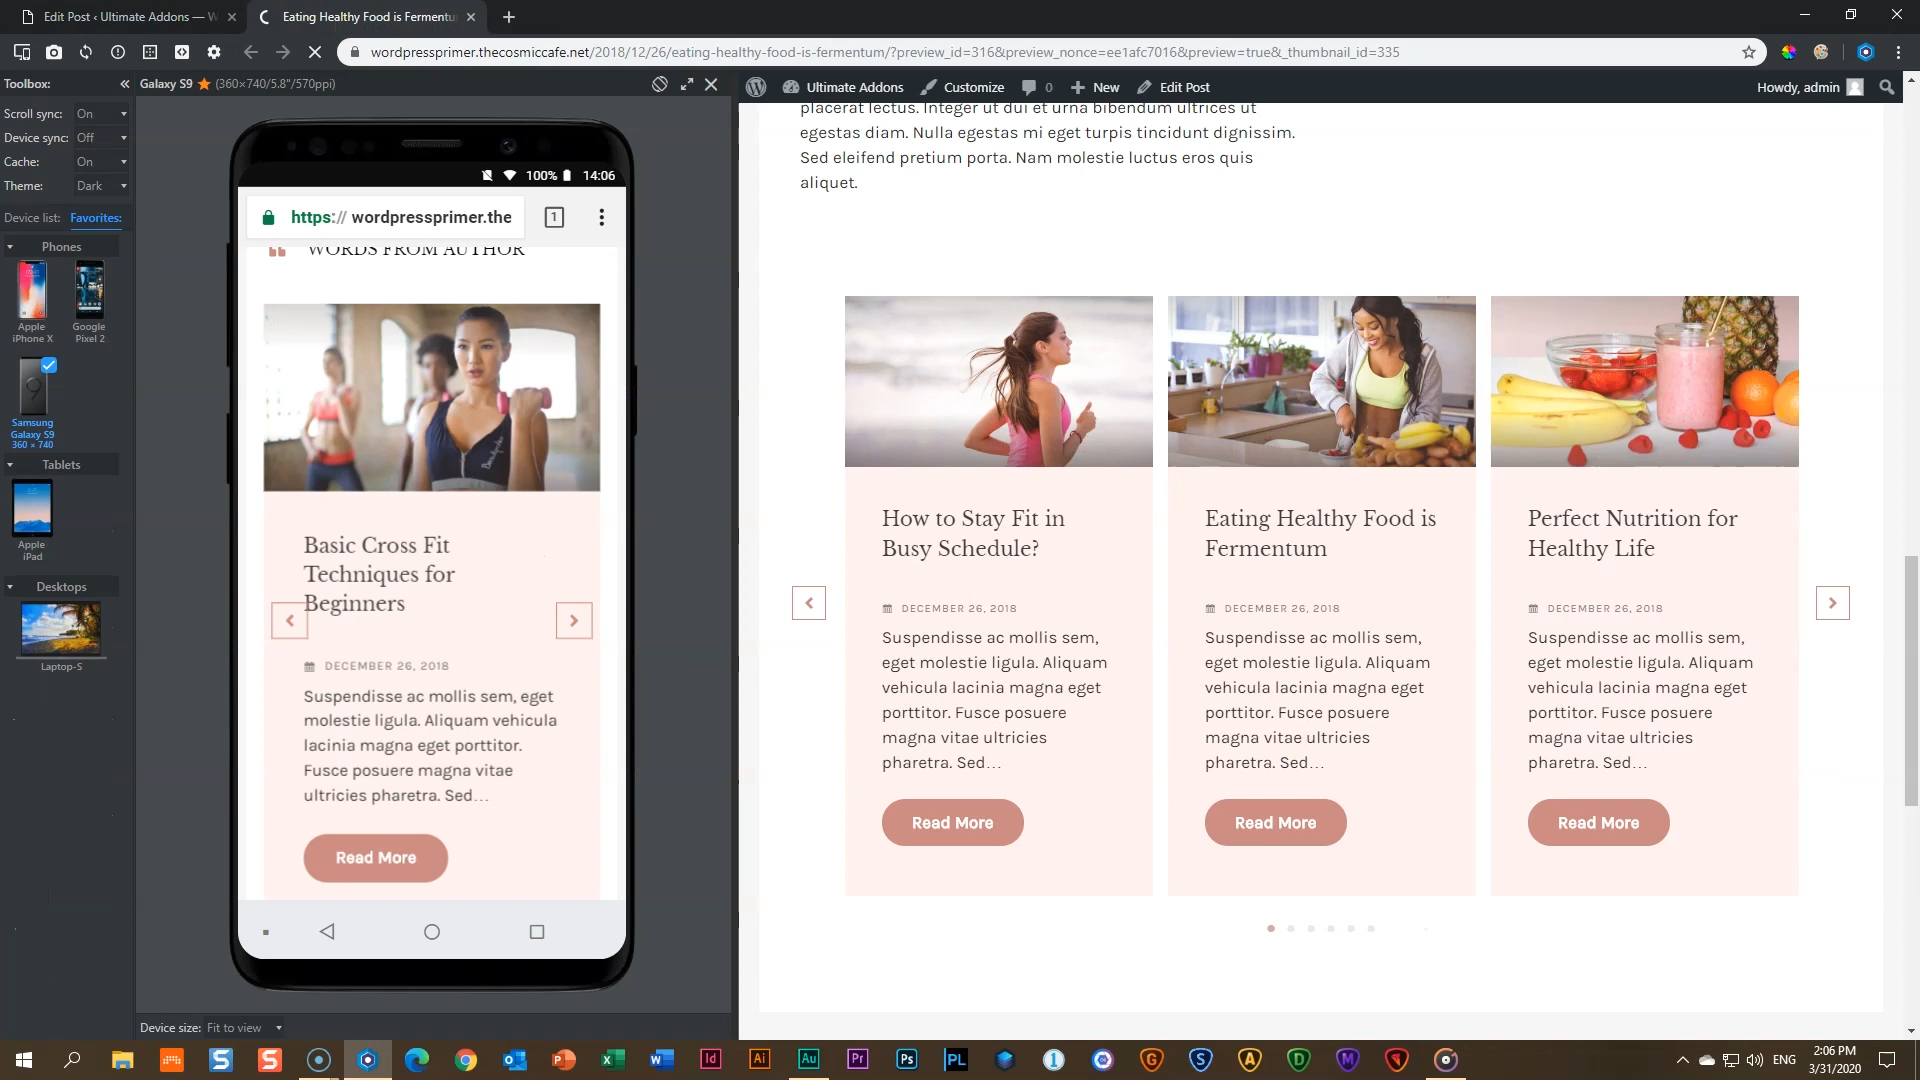 Edit Post ‹ Ultimate Addons — W
Eating Healthy Food is Fermentu
wordpressprimer.thecosmiccafe.net/2018/12/26/eating-healthy-food-is-fermentum/?preview_id=316&preview_nonce=ee1afc7016&preview=true&_thumbnail_id=335
Toolbox:
«
Galaxy S9
(360×740/5.8"/570ppi)
Scroll sync: On
Device sync: Off
Cache: On
Theme: Dark
Device list: Favorites:
Phones
Apple
iPhone X
Google
Pixel 2
Samsung
Galaxy S9
360 × 740
Tablets
Apple
iPad
Desktops
Laptop-S
100% 14:06
https:// wordpressprimer.the
1
WORDS FROM AUTHOR
Basic Cross Fit
Techniques for
Beginners
DECEMBER 26, 2018
Suspendisse ac mollis sem, eget
molestie ligula. Aliquam vehicula
lacinia magna eget porttitor.
Fusce posuere magna vitae
ultricies pharetra. Sed…
Read More
Device size: Fit to view
Ultimate Addons
Customize
0
New
Edit Post
Howdy, admin
placerat lectus. Integer ut dui et urna bibendum ultrices ut
egestas diam. Nulla egestas mi eget turpis tincidunt dignissim.
Sed eleifend pretium porta. Nam molestie luctus eros quis
aliquet.
How to Stay Fit in
Busy Schedule?
DECEMBER 26, 2018
Suspendisse ac mollis sem,
eget molestie ligula. Aliquam
vehicula lacinia magna eget
porttitor. Fusce posuere
magna vitae ultricies
pharetra. Sed…
Read More
Eating Healthy Food is
Fermentum
DECEMBER 26, 2018
Suspendisse ac mollis sem,
eget molestie ligula. Aliquam
vehicula lacinia magna eget
porttitor. Fusce posuere
magna vitae ultricies
pharetra. Sed…
Read More
Perfect Nutrition for
Healthy Life
DECEMBER 26, 2018
Suspendisse ac mollis sem,
eget molestie ligula. Aliquam
vehicula lacinia magna eget
porttitor. Fusce posuere
magna vitae ultricies
pharetra. Sed…
Read More
ENG
2:06 PM
3/31/2020